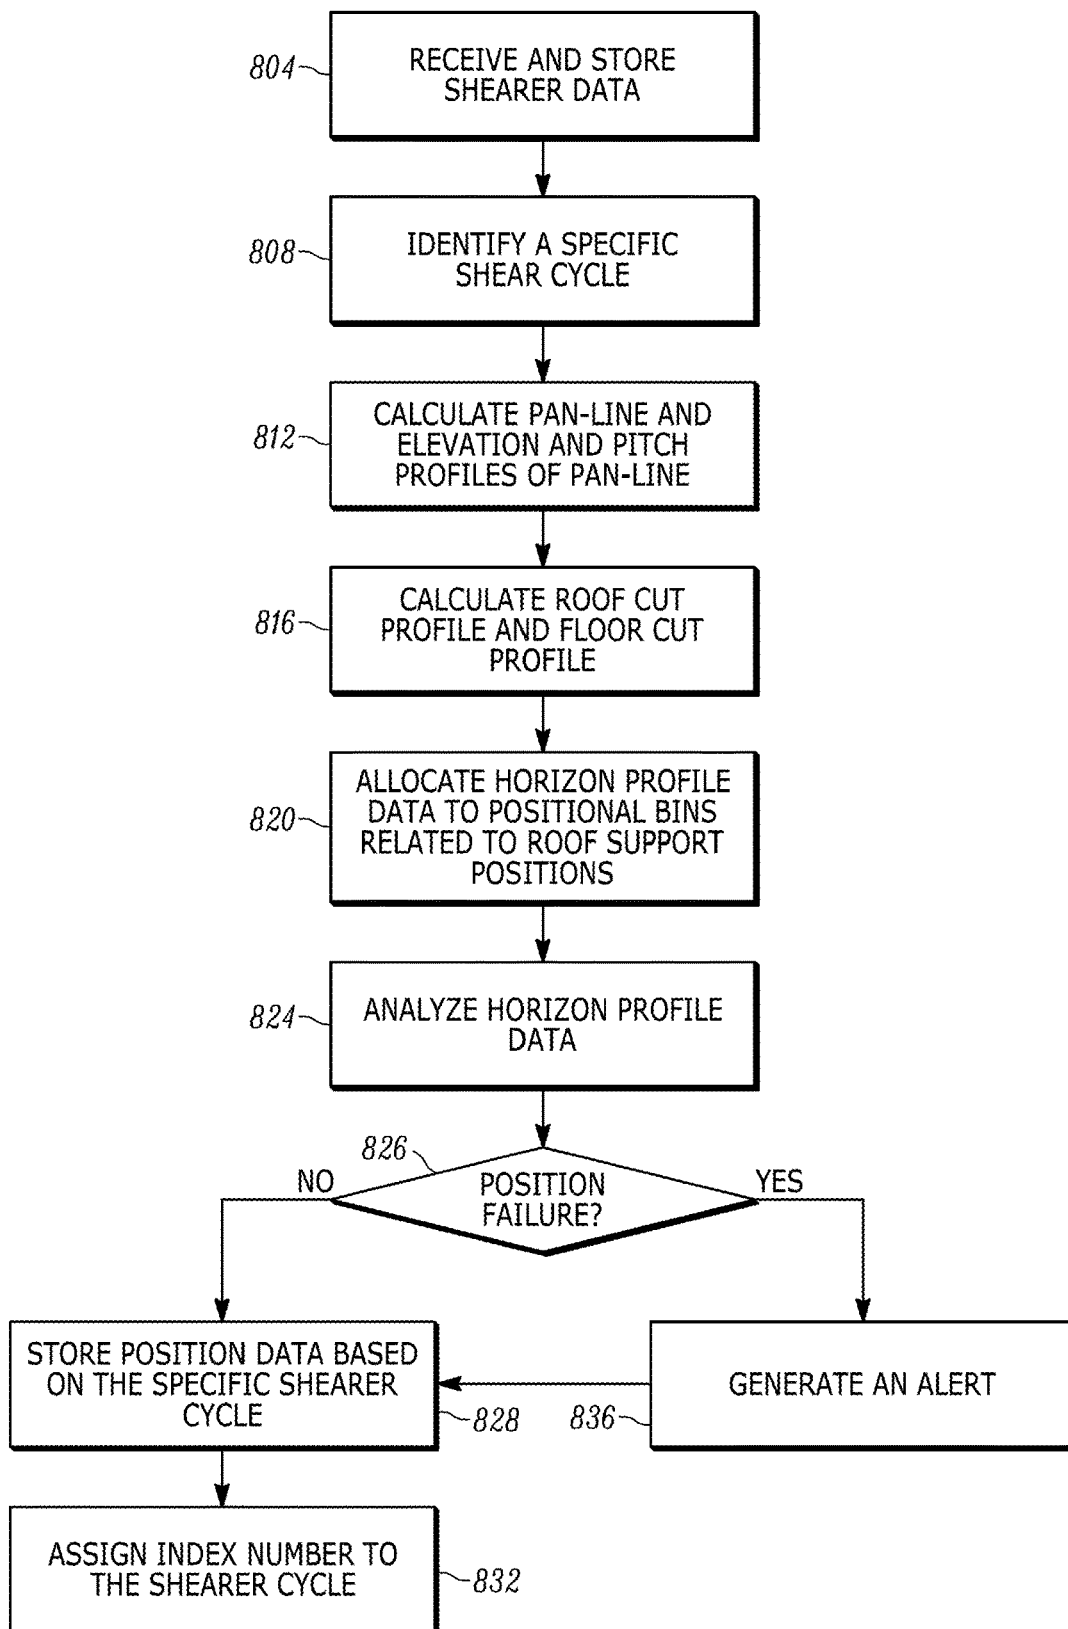 804
RECEIVE AND STORE
SHEARER DATA
808
IDENTIFY A SPECIFIC
SHEAR CYCLE
812
CALCULATE PAN-LINE AND
ELEVATION AND PITCH
PROFILES OF PAN-LINE
816
CALCULATE ROOF CUT
PROFILE AND FLOOR CUT
PROFILE
820
ALLOCATE HORIZON PROFILE
DATA TO POSITIONAL BINS
RELATED TO ROOF SUPPORT
POSITIONS
824
ANALYZE HORIZON PROFILE
DATA
826
NO
POSITION
FAILURE?
YES
STORE POSITION DATA BASED
ON THE SPECIFIC SHEARER
CYCLE
828
GENERATE AN ALERT
836
ASSIGN INDEX NUMBER TO
THE SHEARER CYCLE
832